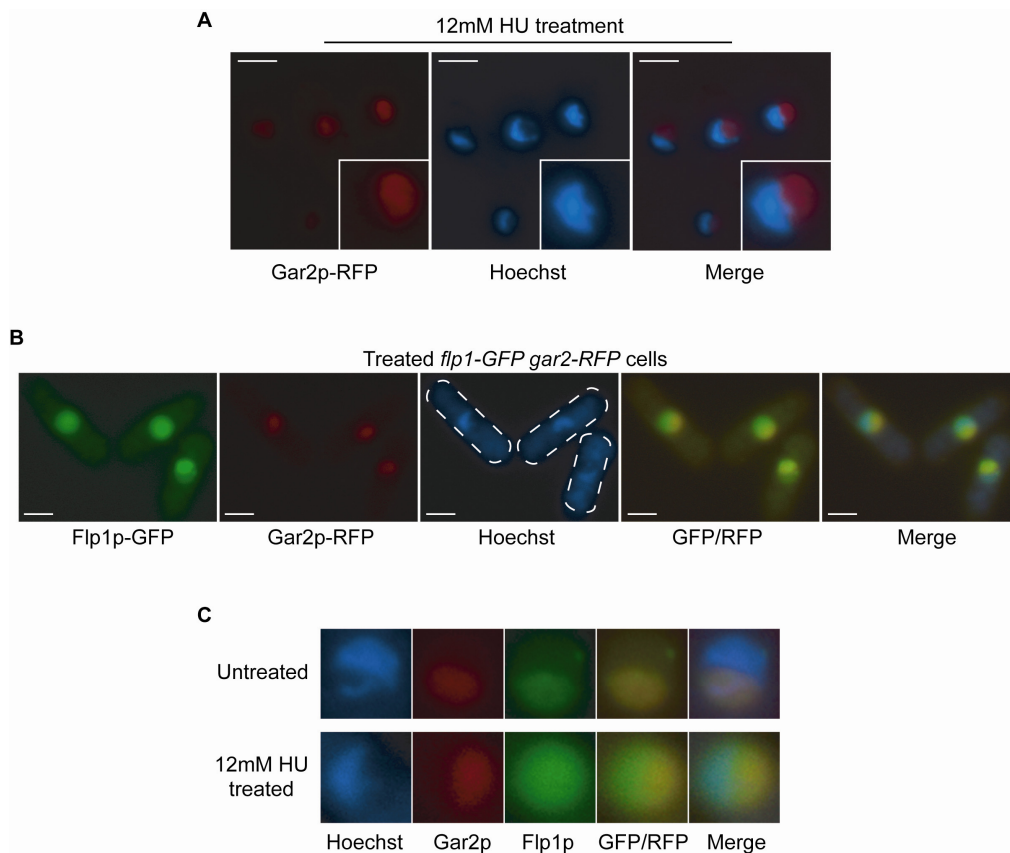 A
12mM HU treatment
Gar2p-RFP Hoechst Merge
B
Treated flp1-GFP gar2-RFP cells
Flp1p-GFP Gar2p-RFP Hoechst GFP/RFP Merge
C
Untreated
12mM HU
treated
Hoechst Gar2p Flp1p GFP/RFP Merge